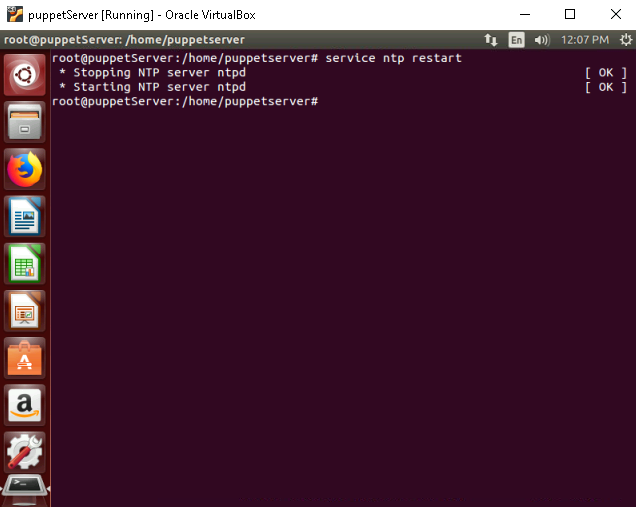 puppetServer [Running] - Oracle VirtualBox
root@puppetServer: /home/puppetserver En 12:07 PM
root@puppetServer:/home/puppetserver# service ntp restart
* Stopping NTP server ntpd [ OK ]
* Starting NTP server ntpd [ OK ]
root@puppetServer:/home/puppetserver#
A
a
>_